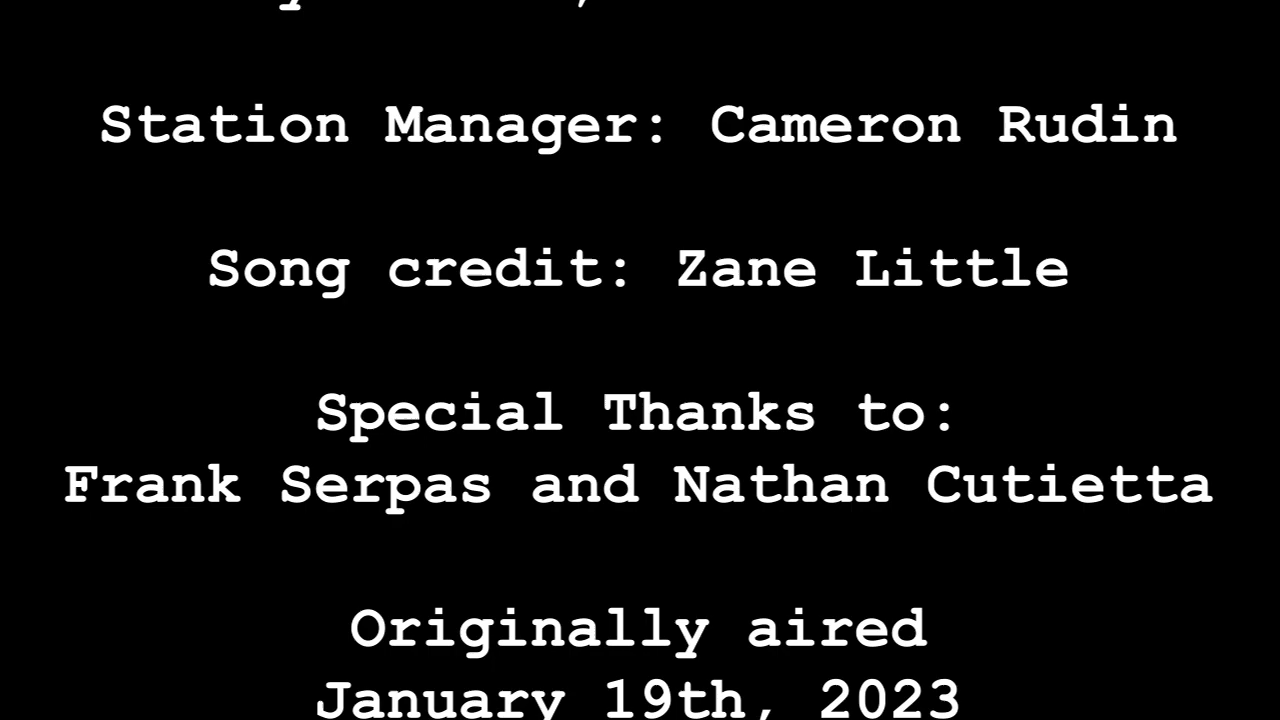 Station Manager: Cameron Rudin
Song credit: Zane Little
Special Thanks to:
Frank Serpas and Nathan Cutietta
Originally aired
January 19th, 2023